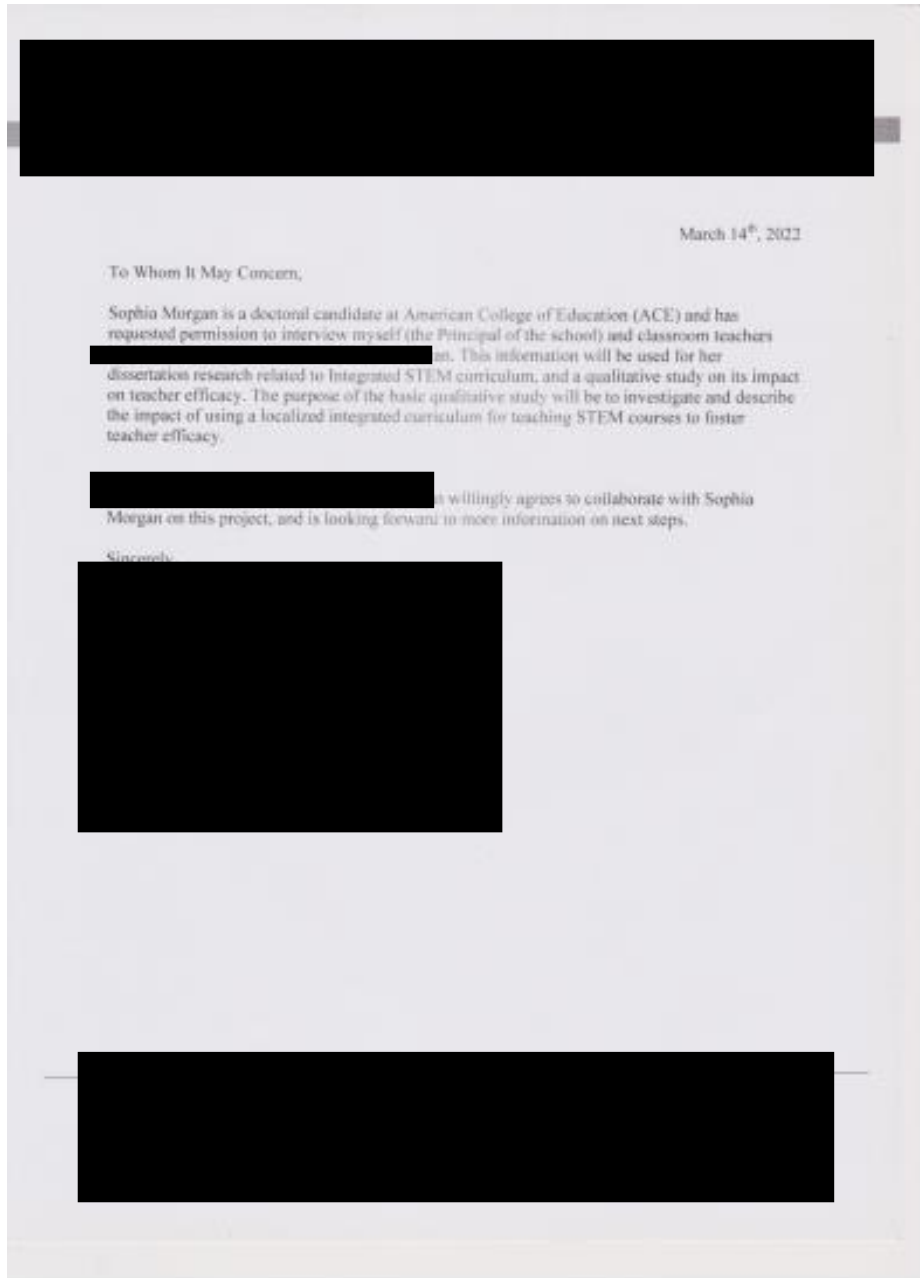 March 14th, 2022
To Whom It May Concern,
Sophia Morgan is a doctoral candidate at American College of Education (ACE) and has
requested permission to interview myself (the Principal of the school) and classroom teachers
an. This information will be used for her
dissertation research related to Integrated STEM curriculum, and a qualitative study on its impact
on teacher efficacy. The purpose of the basic qualitative study will be to investigate and describe
the impact of using a localized integrated curriculum for teaching STEM courses to foster
teacher efficacy.
n willingly agrees to collaborate with Sophia
Morgan on this project, and is looking forward to more information on next steps.
Sincerely